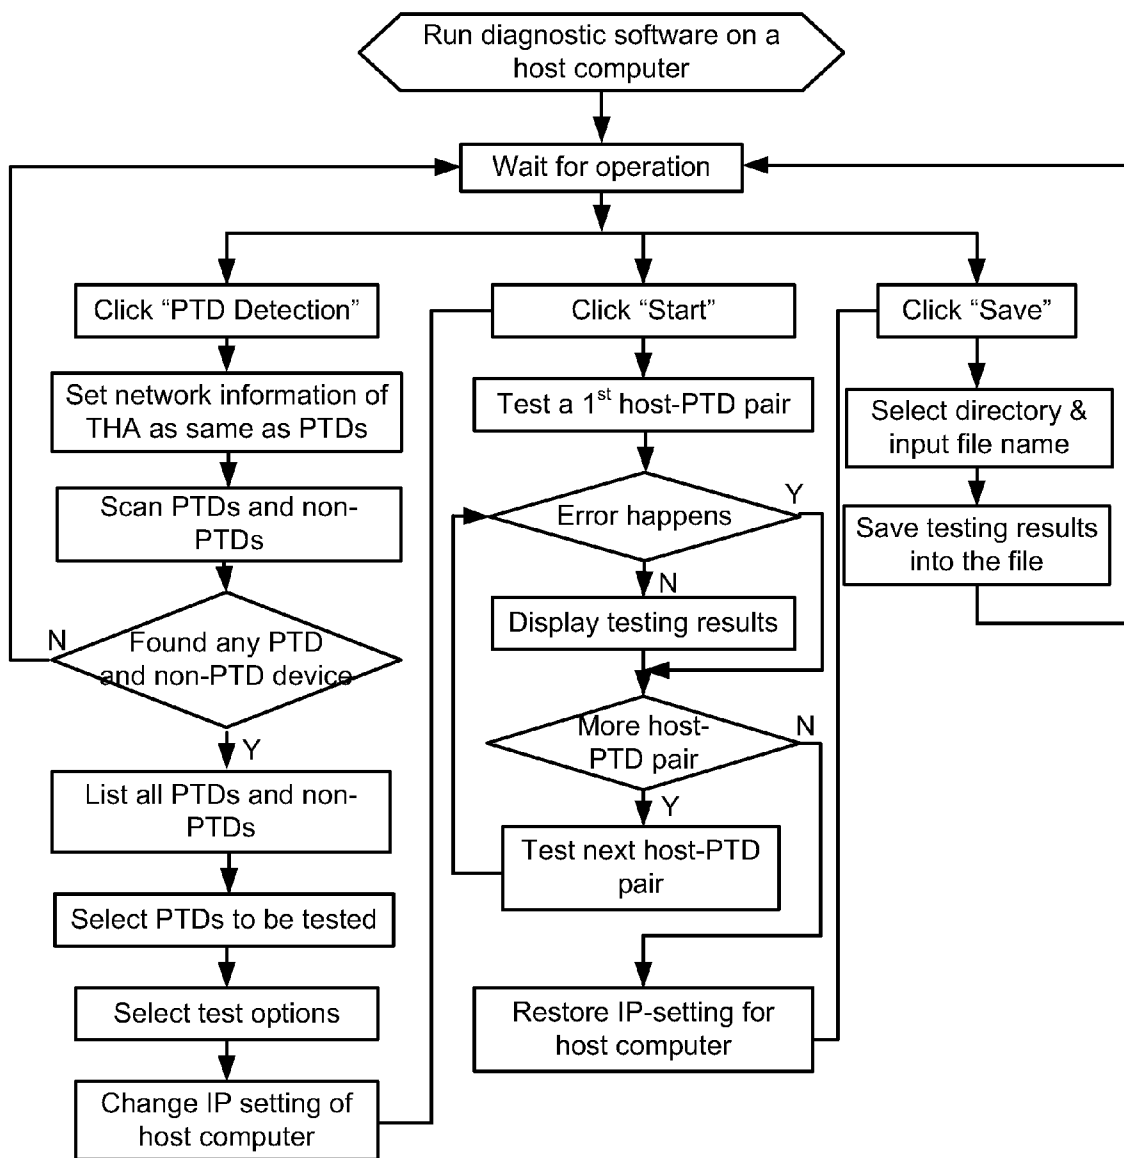 Run diagnostic software on a
host computer
Wait for operation
Click “PTD Detection”
Set network information of
THA as same as PTDs
Scan PTDs and non-
PTDs
N
Found any PTD
and non-PTD device
Y
List all PTDs and non-
PTDs
Select PTDs to be tested
Select test options
Change IP setting of
host computer
Click “Start”
Test a 1st host-PTD pair
Error happens
Y
N
Display testing results
More host-
PTD pair
N
Y
Test next host-PTD
pair
Restore IP-setting for
host computer
Click “Save”
Select directory &
input file name
Save testing results
into the file